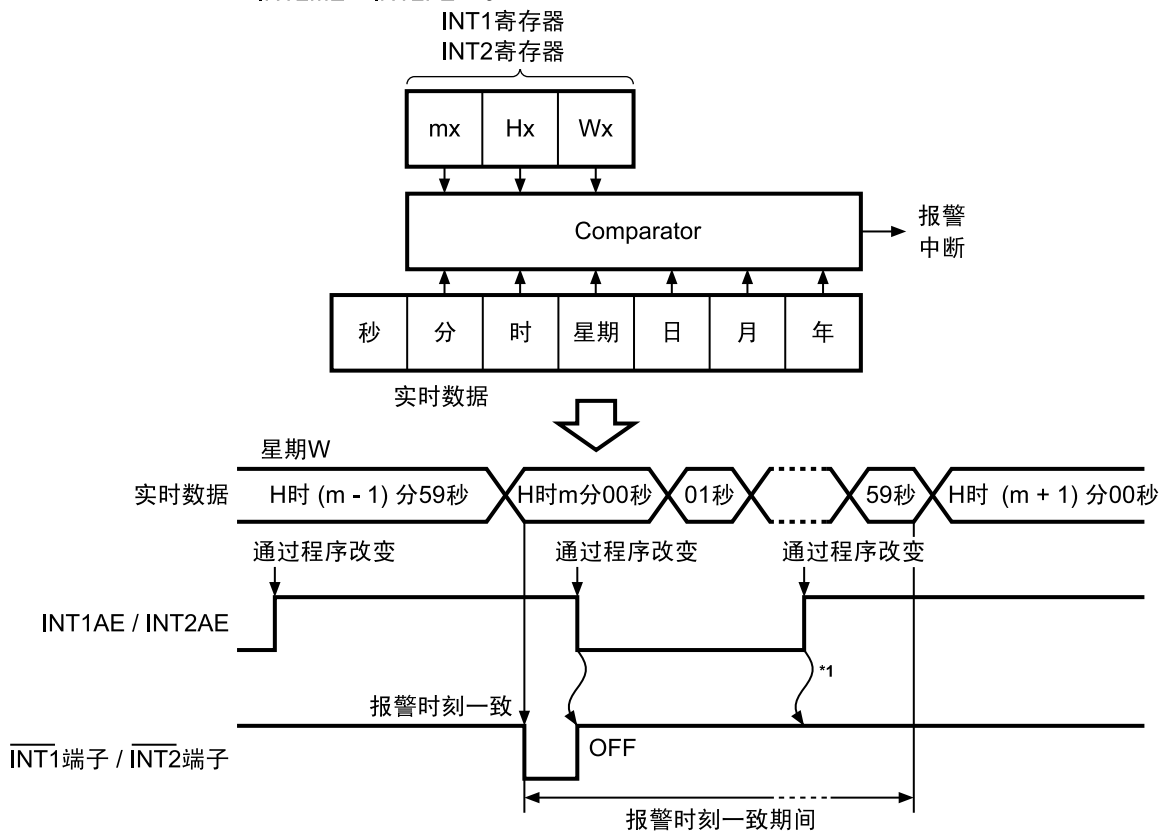 INT1寄存器
INT2寄存器
mx Hx Wx
Comparator
报警
中断
秒 分 时 星期 日 月 年
实时数据
星期W
实时数据 H时 (m - 1) 分59秒 H时m分00秒 01秒 59秒 H时 (m + 1) 分00秒
通过程序改变 通过程序改变 通过程序改变
INT1AE / INT2AE
*1
报警时刻一致
INT1端子 / INT2端子
OFF
报警时刻一致期间